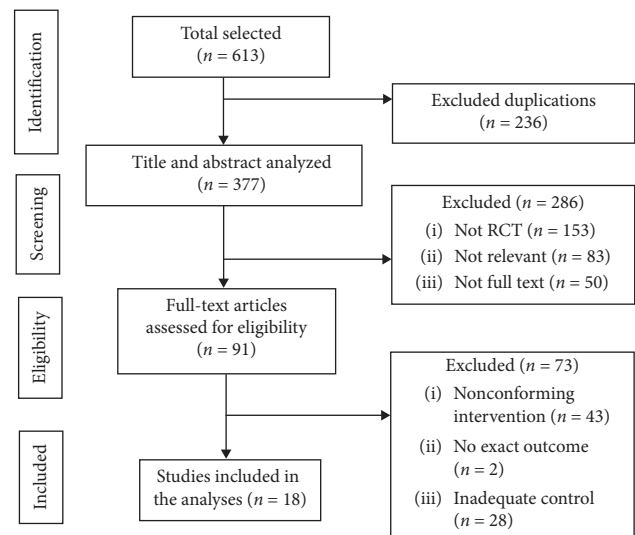 Identification
Total selected
(n = 613)
Excluded duplications
(n = 236)
Title and abstract analyzed
(n = 377)
Screening
Excluded (n = 286)
(i) Not RCT (n = 153)
(ii) Not relevant (n = 83)
(iii) Not full text (n = 50)
Eligibility
Full-text articles
assessed for eligibility
(n = 91)
Excluded (n = 73)
(i) Nonconforming
intervention (n = 43)
(ii) No exact outcome
(n = 2)
(iii) Inadequate control
(n = 28)
Included
Studies included in
the analyses (n = 18)